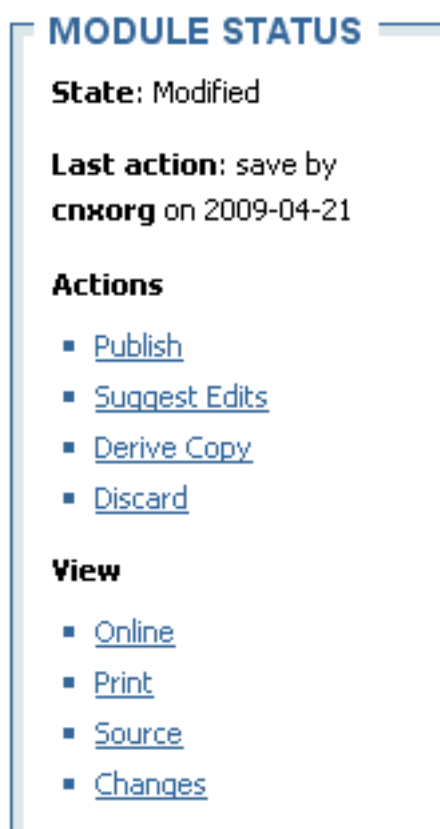 MODULE STATUS
State: Modified
Last action: save by
cnxorg on 2009-04-21
Actions
Publish
Suggest Edits
Derive Copy
Discard
View
Online
Print
Source
Changes